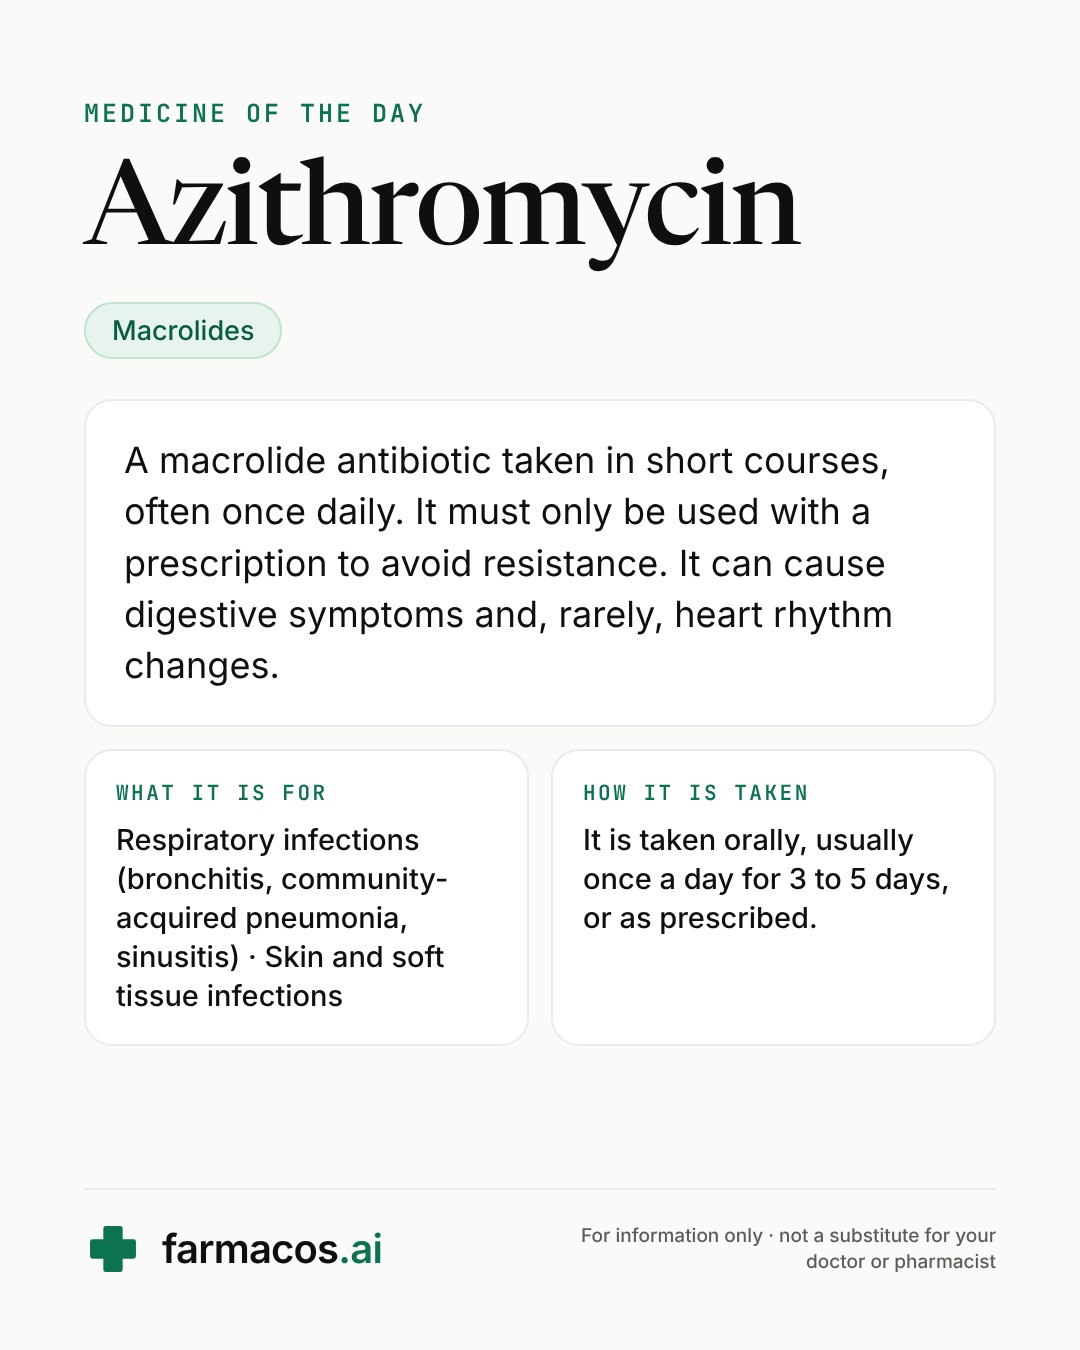 MEDICINE OF THE DAY
Azithromycin
Macrolides
A macrolide antibiotic taken in short courses,
often once daily. It must only be used with a
prescription to avoid resistance. It can cause
digestive symptoms and, rarely, heart rhythm
changes.
WHAT IT IS FOR
Respiratory infections
(bronchitis, community-
acquired pneumonia,
sinusitis) · Skin and soft
tissue infections
HOW IT IS TAKEN
It is taken orally, usually
once a day for 3 to 5 days,
or as prescribed.
farmacos.ai
For information only · not a substitute for your
doctor or pharmacist